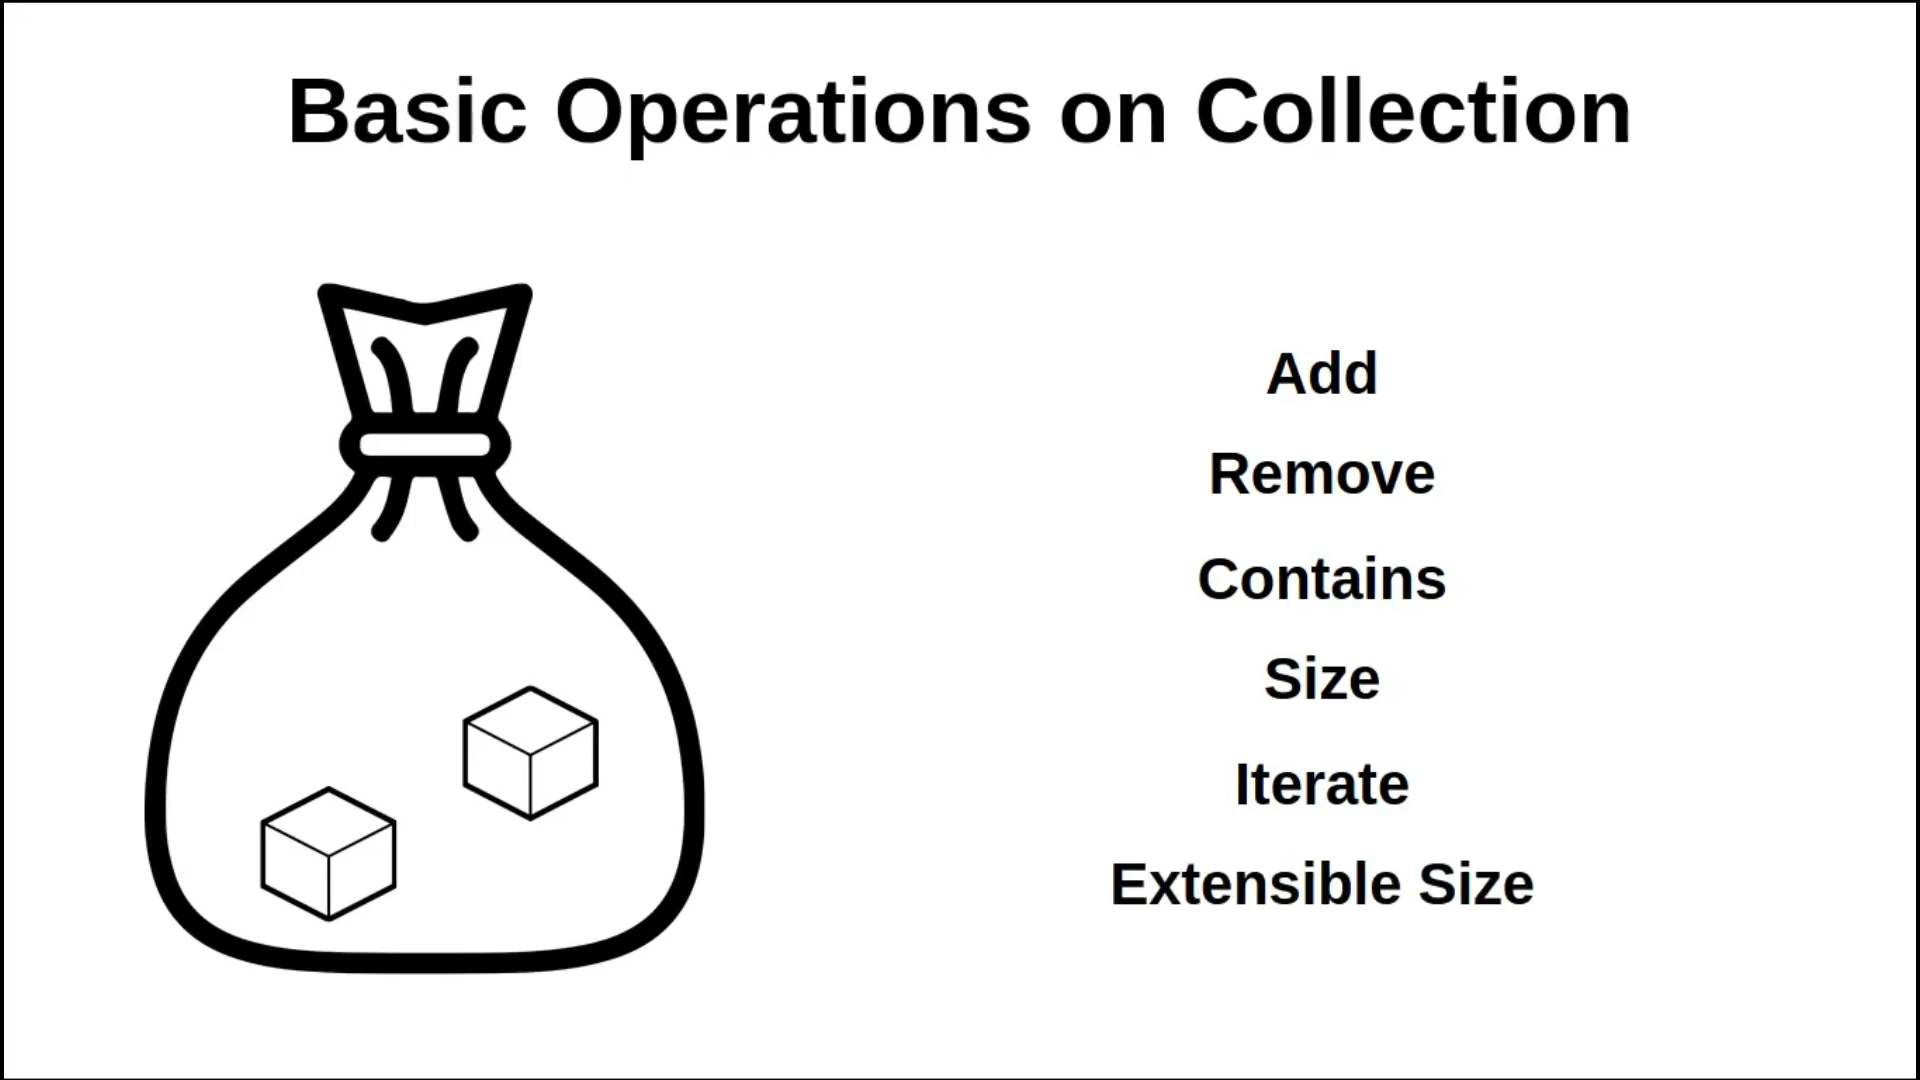 Basic Operations on Collection
Add
Remove
Contains
Size
Iterate
Extensible Size